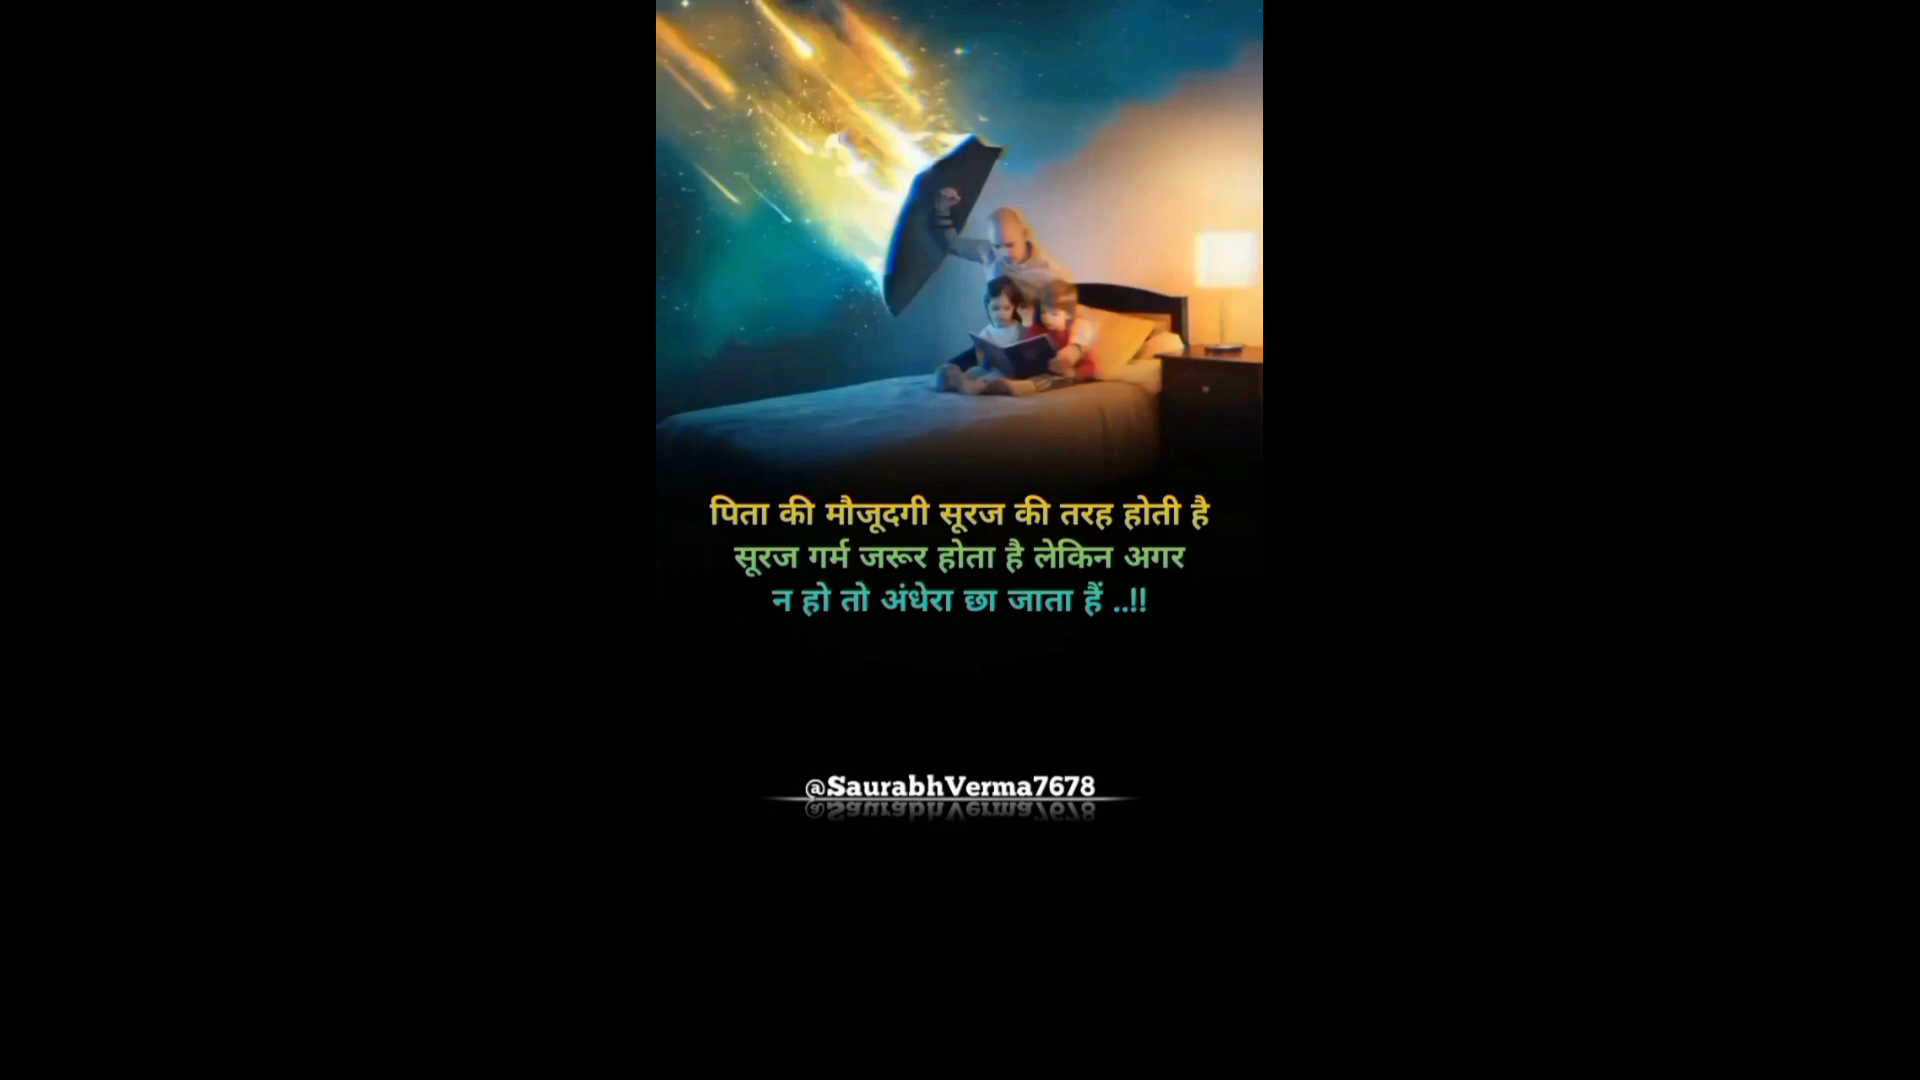 पिता की मौजूदगी सूरज की तरह होती है
सूरज गर्म जरूर होता है लेकिन अगर
न हो तो अंधेरा छा जाता हैं ..!!
@SaurabhVerma7678